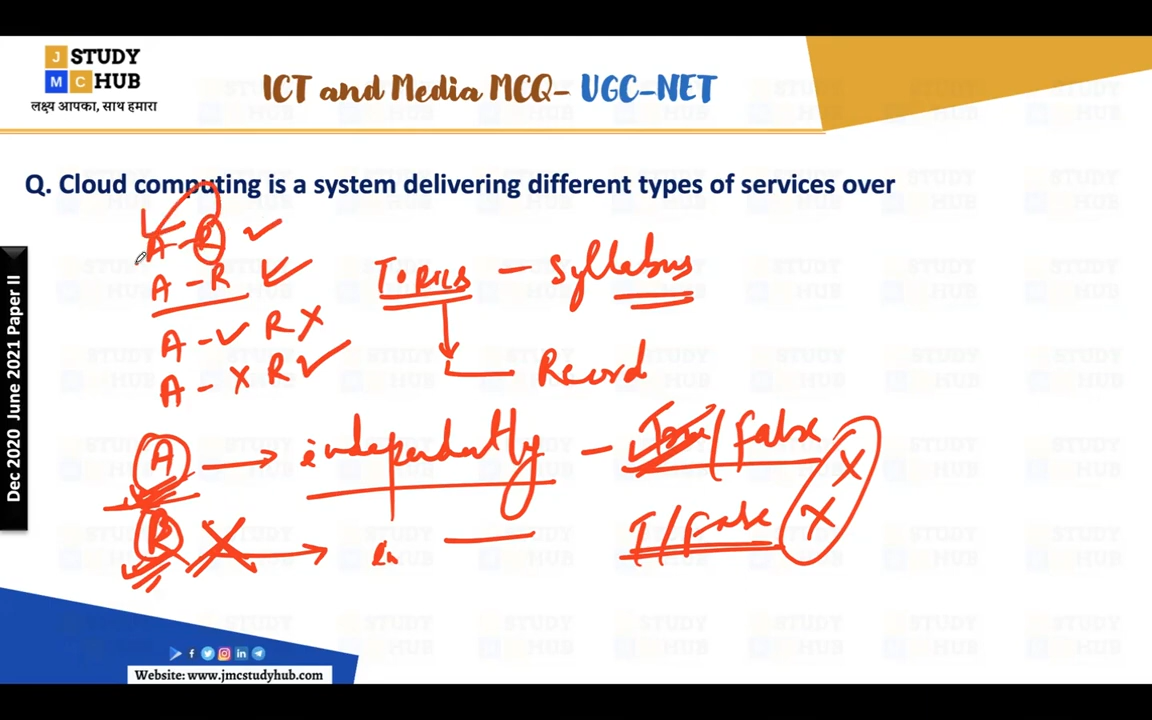 J STUDY
M C HUB
लक्ष्य आपका, साथ हमारा
ICT and Media MCQ- UGC-NET
Q. Cloud computing is a system delivering different types of services over
A - R ✓
A - R ✓
TOPICS - syllabus
A - ✓ R X
A - X R ✓
Record
A → independently - True / false X
R X → T / false X
Dec 2020 June 2021 Paper II
Website: www.jmcstudyhub.com